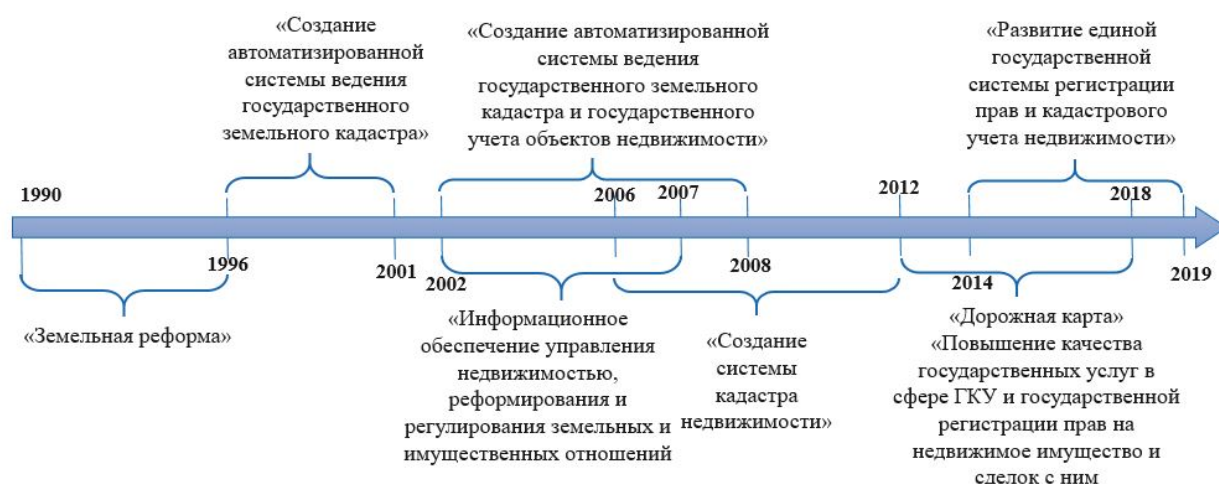 «Создание
автоматизированной
системы ведения
государственного
земельного кадастра»
«Создание автоматизированной
системы ведения
государственного земельного
кадастра и государственного
учета объектов недвижимости»
«Развитие единой
государственной
системы регистрации
прав и кадастрового
учета недвижимости»
1990
2006
2007
2012
2018
1996
2001
2002
2008
2014
2019
«Земельная реформа»
«Информационное
обеспечение управления
недвижимостью,
реформирования и
регулирования земельных и
имущественных отношений
«Создание
системы
кадастра
недвижимости»
«Дорожная карта»
«Повышение качества
государственных услуг в
сфере ГКУ и государственной
регистрации прав на
недвижимое имущество и
сделок с ним